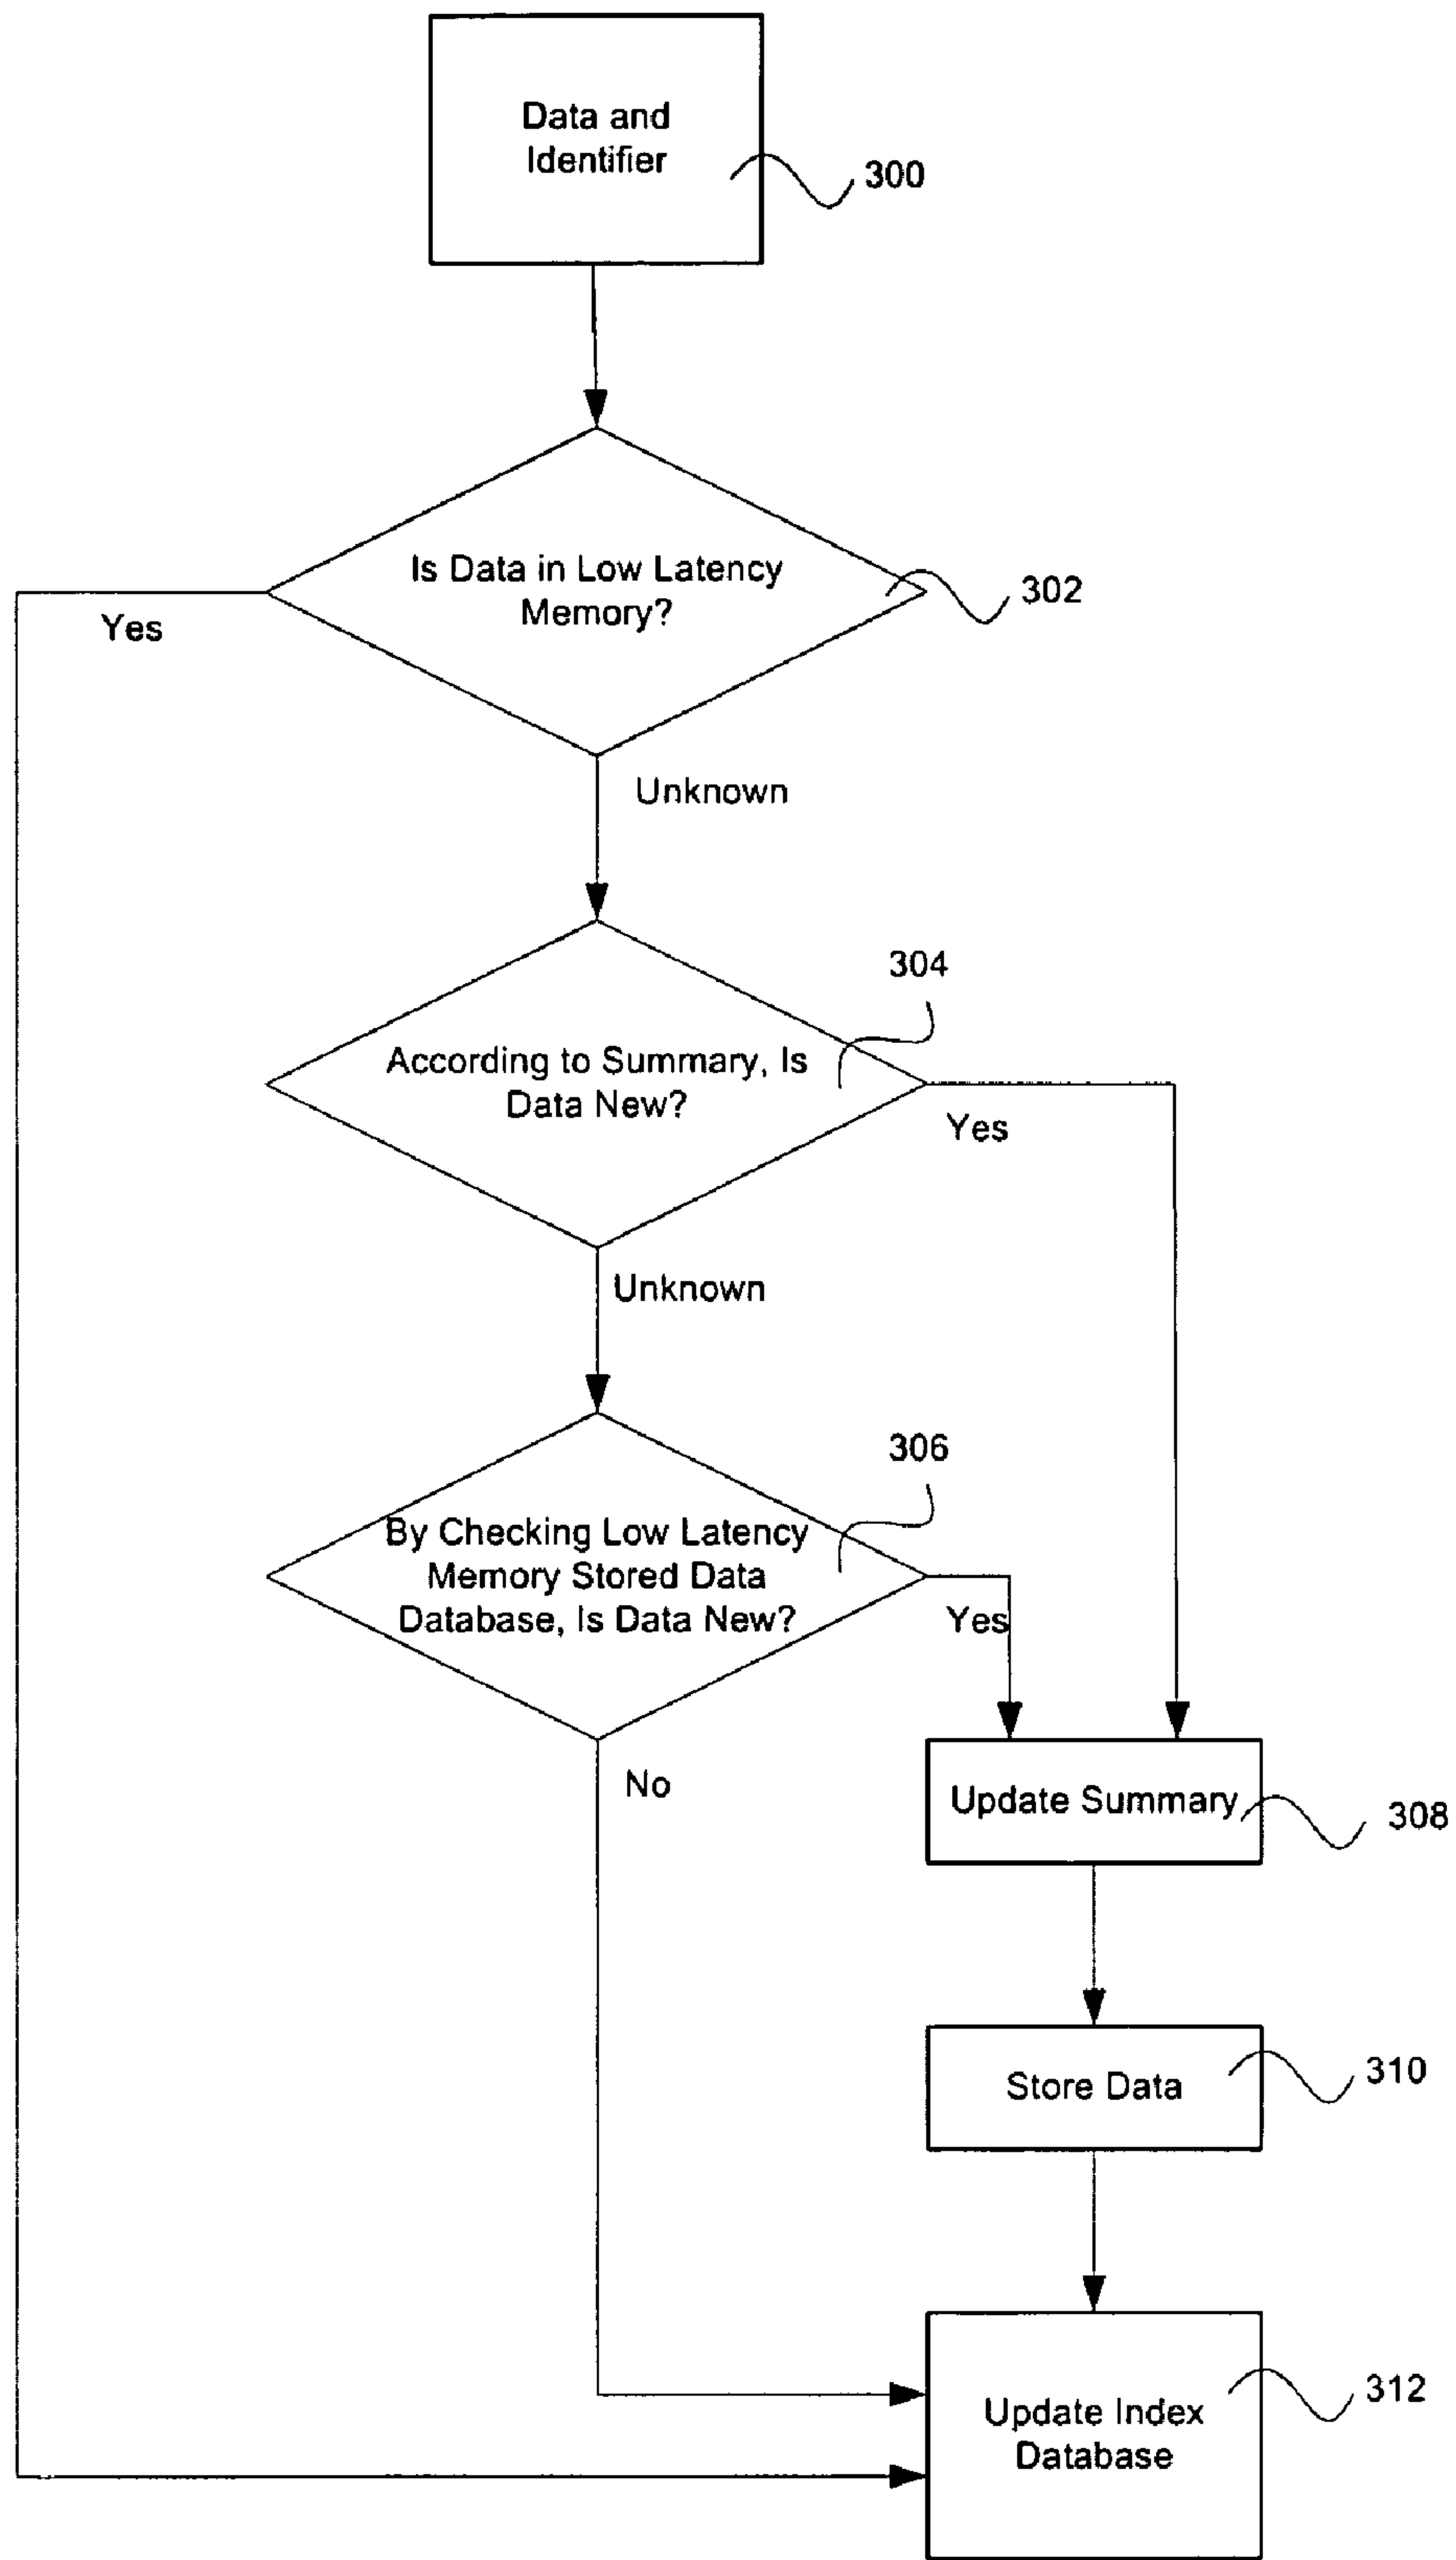 Data and
Identifier
300
Is Data in Low Latency
Memory?
302
Yes
Unknown
304
According to Summary, Is
Data New?
Yes
Unknown
306
By Checking Low Latency
Memory Stored Data
Database, Is Data New?
Yes
No
Update Summary
308
Store Data
310
Update Index
Database
312